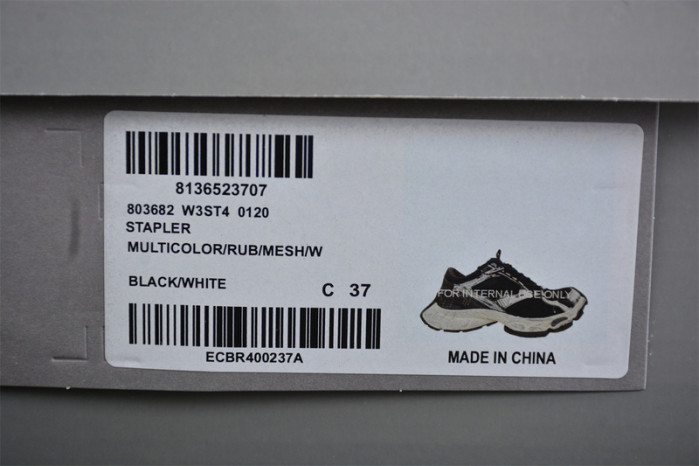 8136523707
803682 W3ST4 0120
STAPLER
MULTICOLOR/RUB/MESH/W
BLACK/WHITE
C 37
FOR INTERNAL USE ONLY
ECBR400237A
MADE IN CHINA